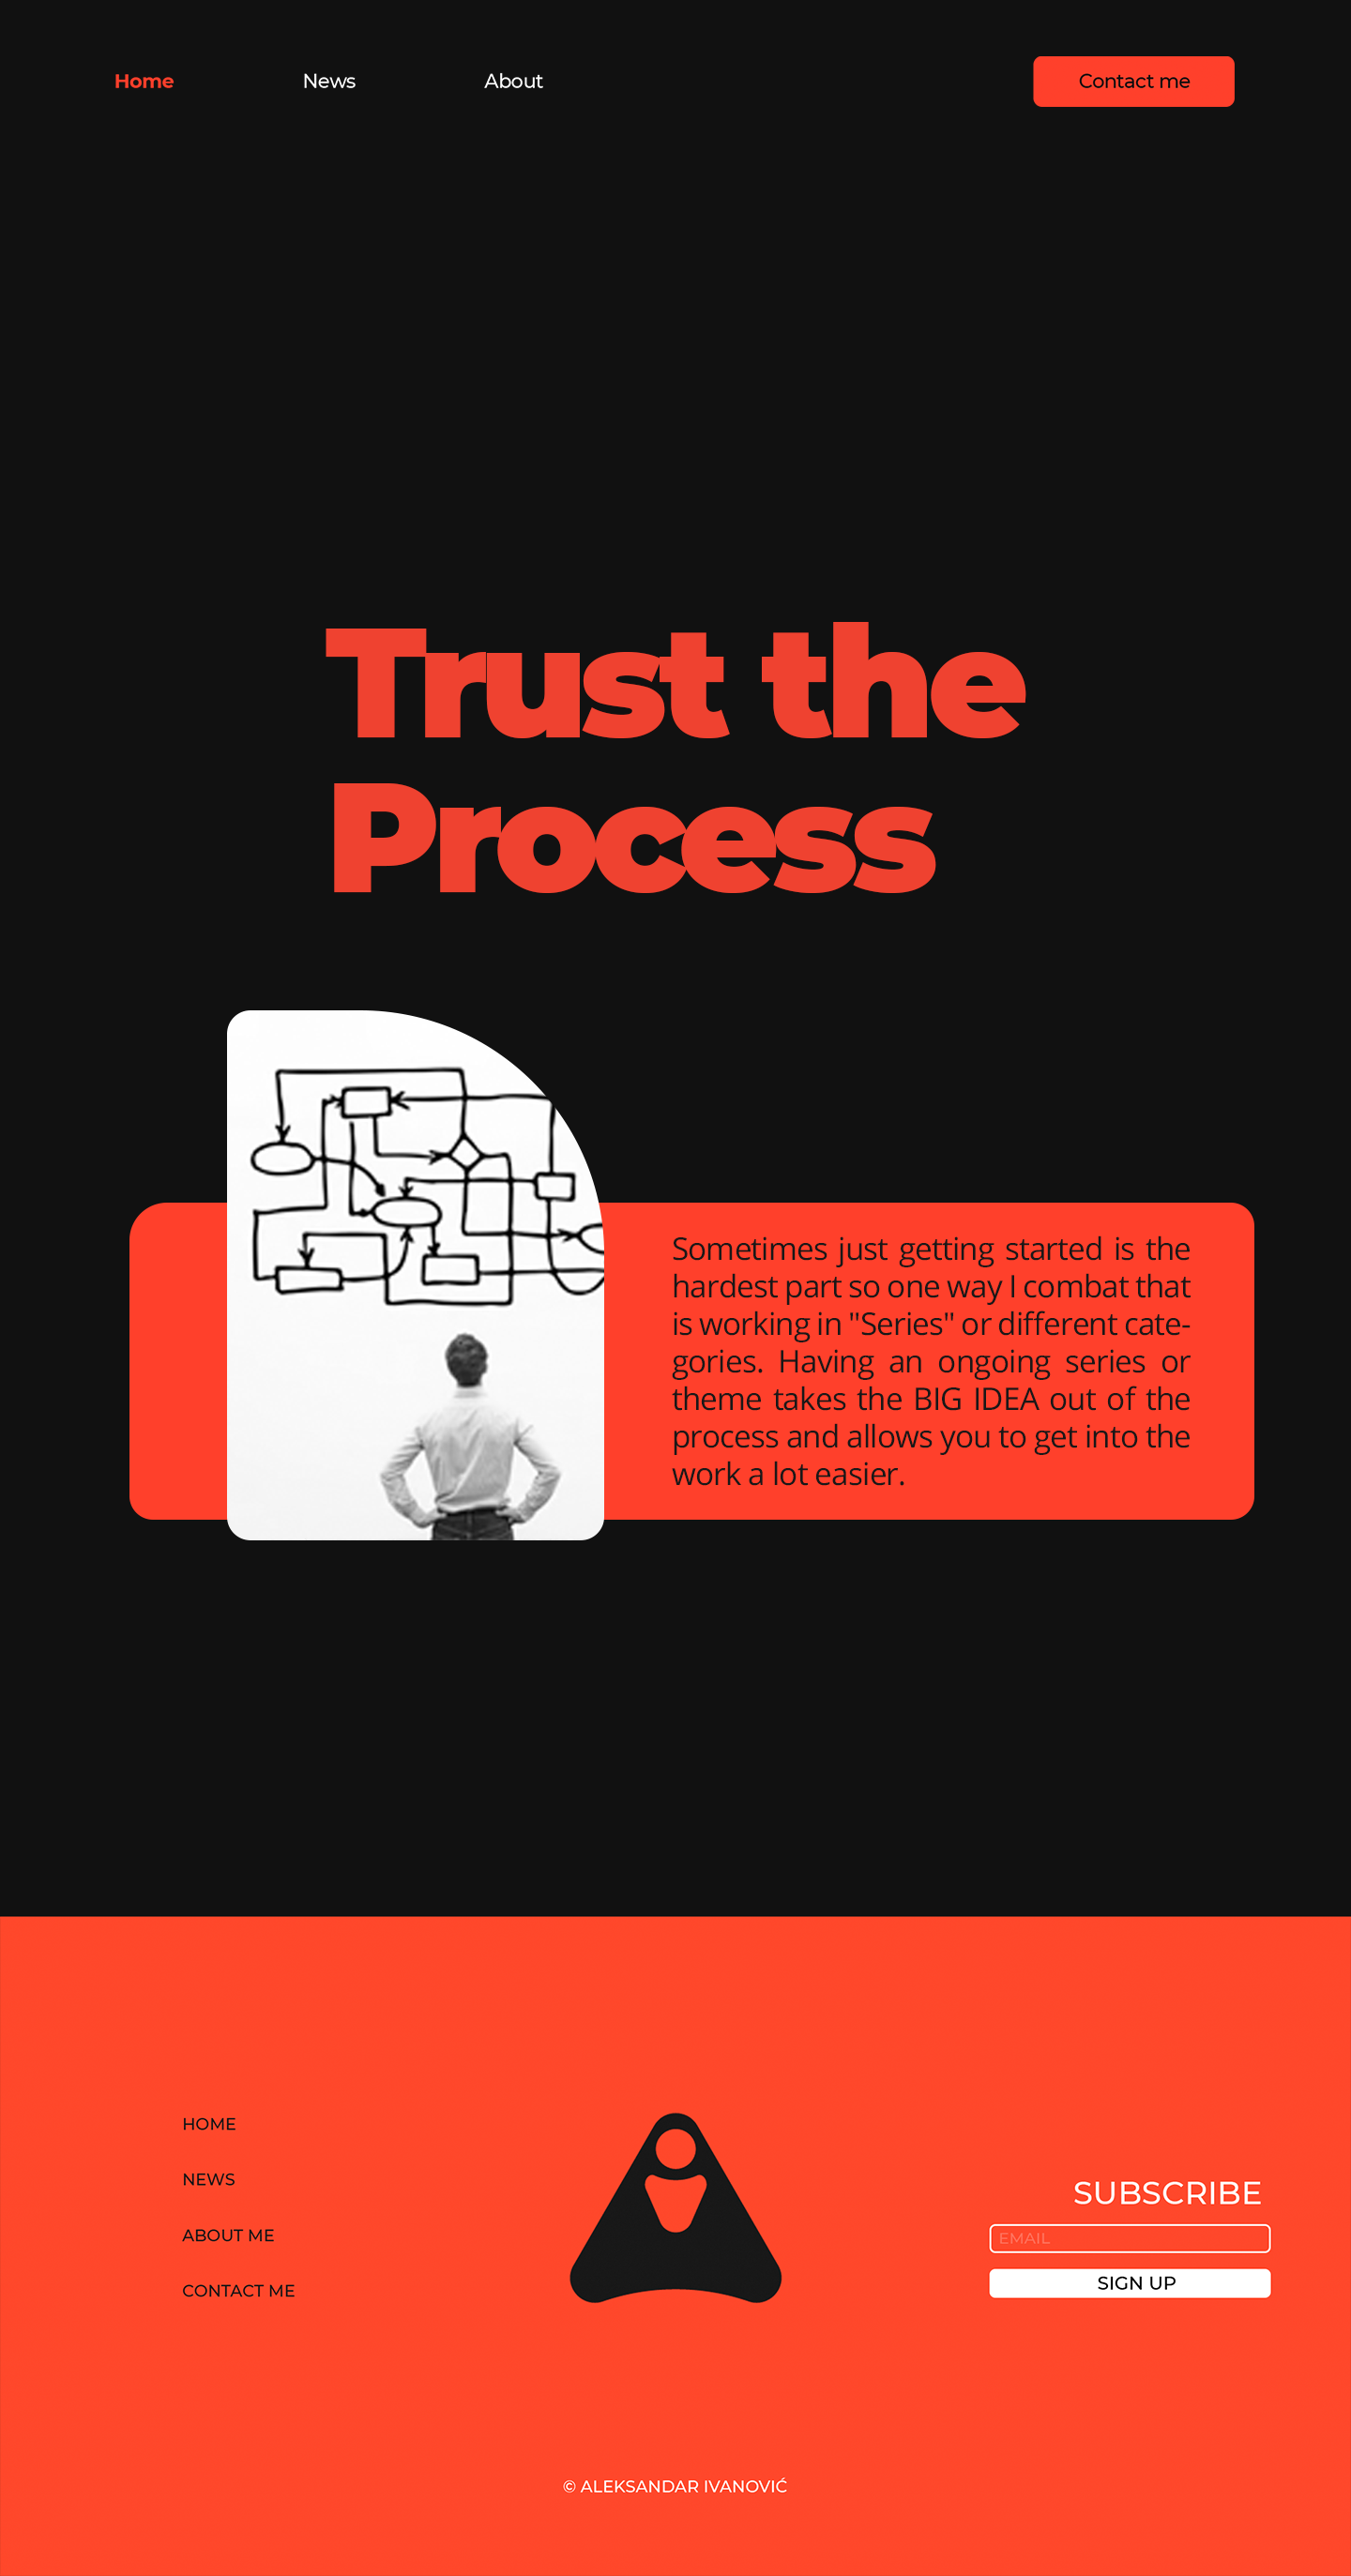 Home News About Contact me
Trust the
Process
Sometimes just getting started is the
hardest part so one way I combat that
is working in "Series" or different cate-
gories. Having an ongoing series or
theme takes the BIG IDEA out of the
process and allows you to get into the
work a lot easier.
HOME
NEWS
ABOUT ME
CONTACT ME
SUBSCRIBE
EMAIL
SIGN UP
© ALEKSANDAR IVANOVIĆ